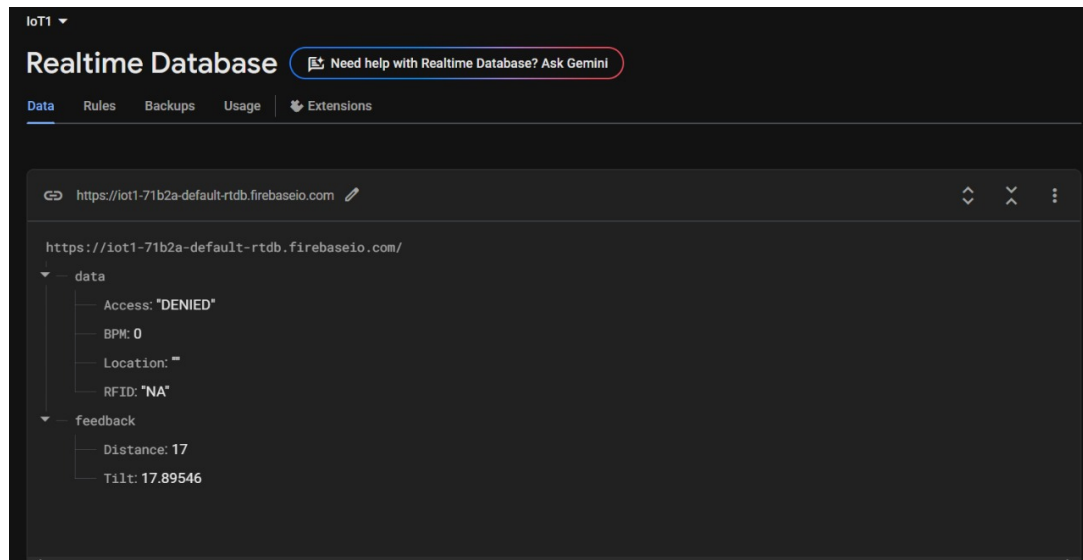 IoT1
Realtime Database Need help with Realtime Database? Ask Gemini
Data Rules Backups Usage Extensions
https://iot1-71b2a-default-rtdb.firebaseio.com
https://iot1-71b2a-default-rtdb.firebaseio.com/
data
Access: "DENIED"
BPM: 0
Location: ""
RFID: "NA"
feedback
Distance: 17
Tilt: 17.89546